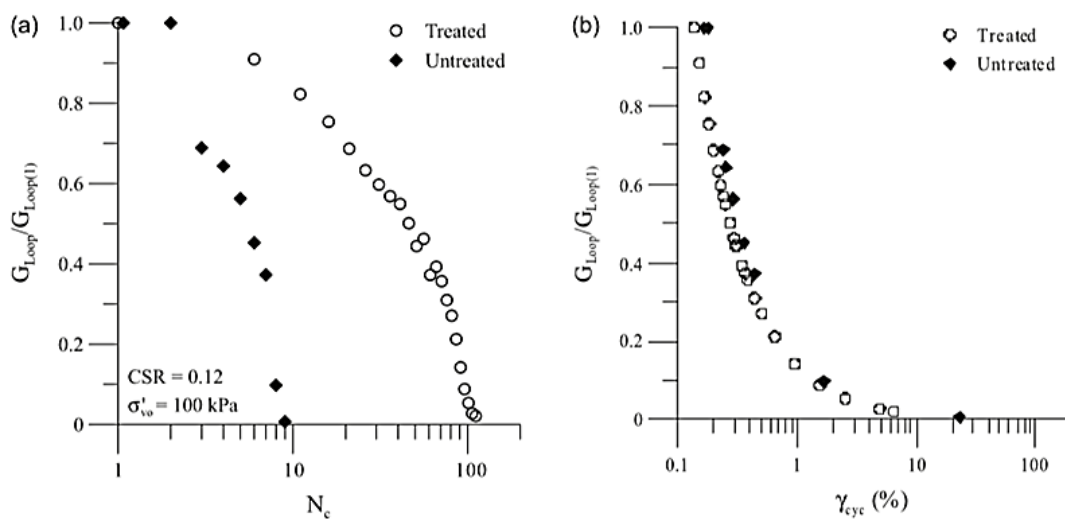 (a)
1.0
0.8
0.6
0.4
0.2
0
G_Loop/G_Loop(1)
Treated
Untreated
CSR = 0.12
σ'_vo = 100 kPa
1
10
100
N_c
(b)
1.0
0.8
0.6
0.4
0.2
0
G_Loop/G_Loop(1)
Treated
Untreated
0.1
1
10
100
γ_cyc (%)